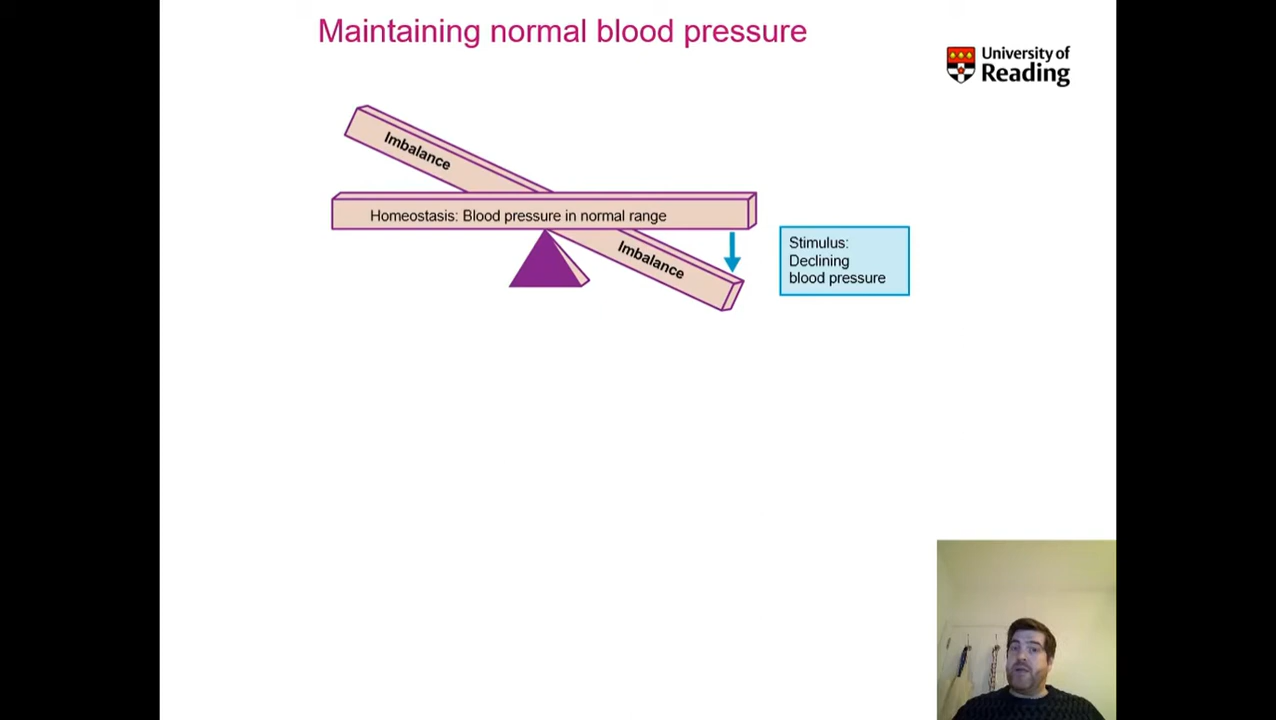 Maintaining normal blood pressure
University of
Reading
Imbalance
Homeostasis: Blood pressure in normal range
Imbalance
Stimulus:
Declining
blood pressure